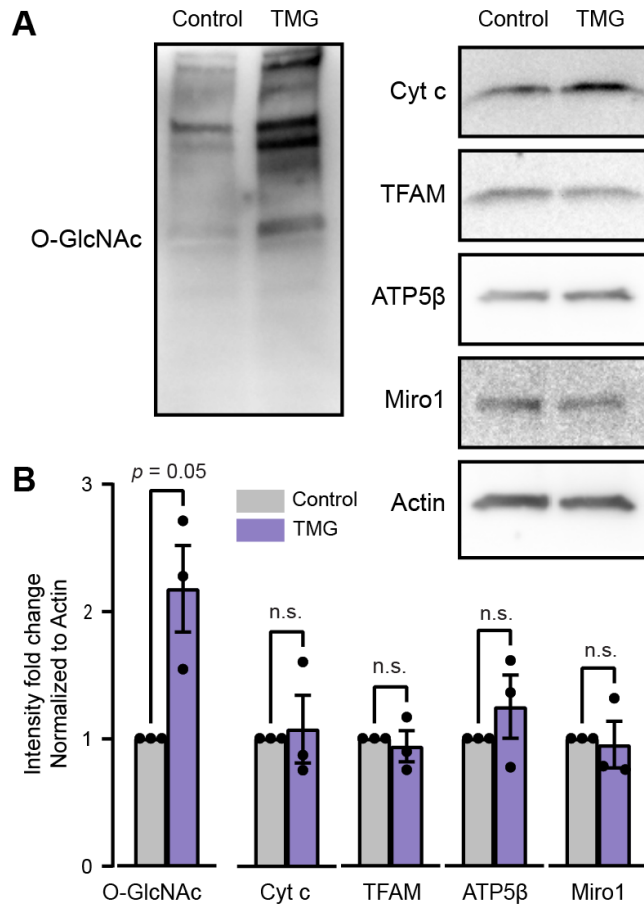 A
Control TMG
O-GlcNAc
Control TMG
Cyt c
TFAM
ATP5β
Miro1
Actin
B
Intensity fold change
Normalized to Actin
3
2
1
0
p = 0.05
Control
TMG
n.s.
n.s.
n.s.
n.s.
O-GlcNAc Cyt c TFAM ATP5β Miro1